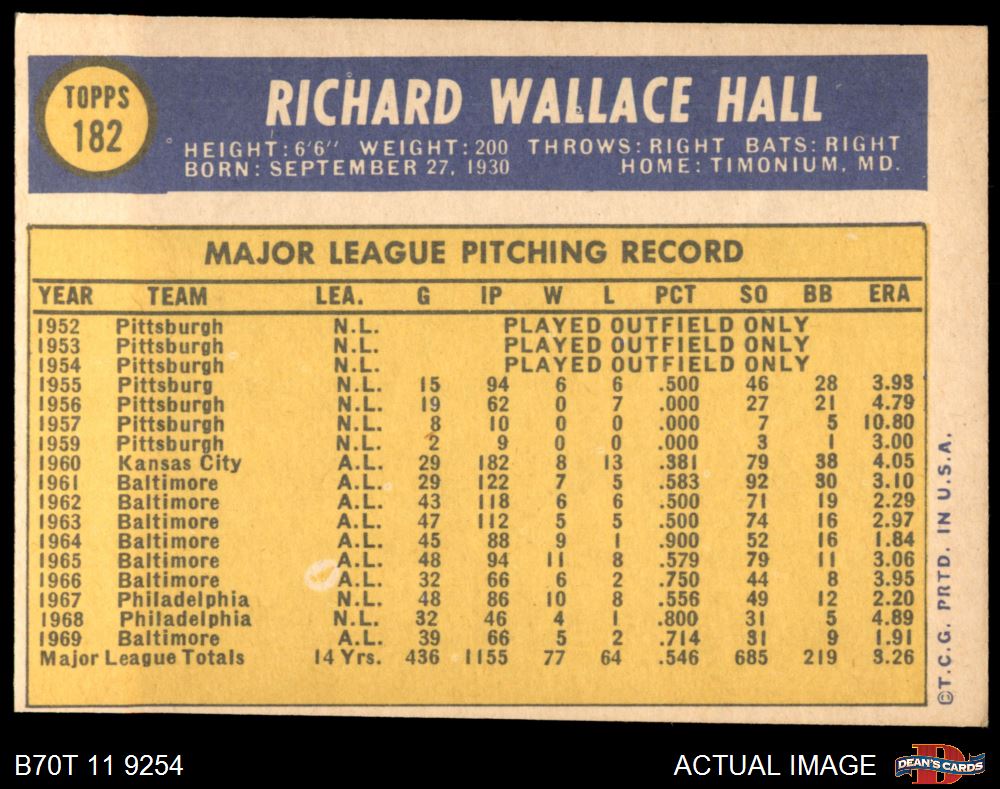 TOPPS
182
RICHARD WALLACE HALL
HEIGHT: 6'6" WEIGHT: 200 THROWS: RIGHT BATS: RIGHT
BORN: SEPTEMBER 27, 1930 HOME: TIMONIUM, MD.
MAJOR LEAGUE PITCHING RECORD
YEAR TEAM LEA. G IP W L PCT SO BB ERA
1952 Pittsburgh N.L. PLAYED OUTFIELD ONLY
1953 Pittsburgh N.L. PLAYED OUTFIELD ONLY
1954 Pittsburgh N.L. PLAYED OUTFIELD ONLY
1955 Pittsburg N.L. 15 94 6 6 .500 46 28 3.93
1956 Pittsburgh N.L. 19 62 0 7 .000 27 21 4.79
1957 Pittsburgh N.L. 8 10 0 0 .000 7 5 10.80
1959 Pittsburgh N.L. 2 9 0 0 .000 3 1 3.00
1960 Kansas City A.L. 29 182 8 13 .381 79 38 4.05
1961 Baltimore A.L. 29 122 7 5 .583 92 30 3.10
1962 Baltimore A.L. 43 118 6 6 .500 71 19 2.29
1963 Baltimore A.L. 47 112 5 5 .500 74 16 2.97
1964 Baltimore A.L. 45 88 9 1 .900 52 16 1.84
1965 Baltimore A.L. 48 94 11 8 .579 79 11 3.06
1966 Baltimore A.L. 32 66 6 2 .750 44 8 3.95
1967 Philadelphia N.L. 48 86 10 8 .556 49 12 2.20
1968 Philadelphia N.L. 32 46 4 1 .800 31 5 4.89
1969 Baltimore A.L. 39 66 5 2 .714 31 9 1.91
Major League Totals 14 Yrs. 436 1155 77 64 .546 685 219 3.26
©T.C.G. PRTD. IN U.S.A.
B70T 11 9254 ACTUAL IMAGE
DEAN'S CARDS